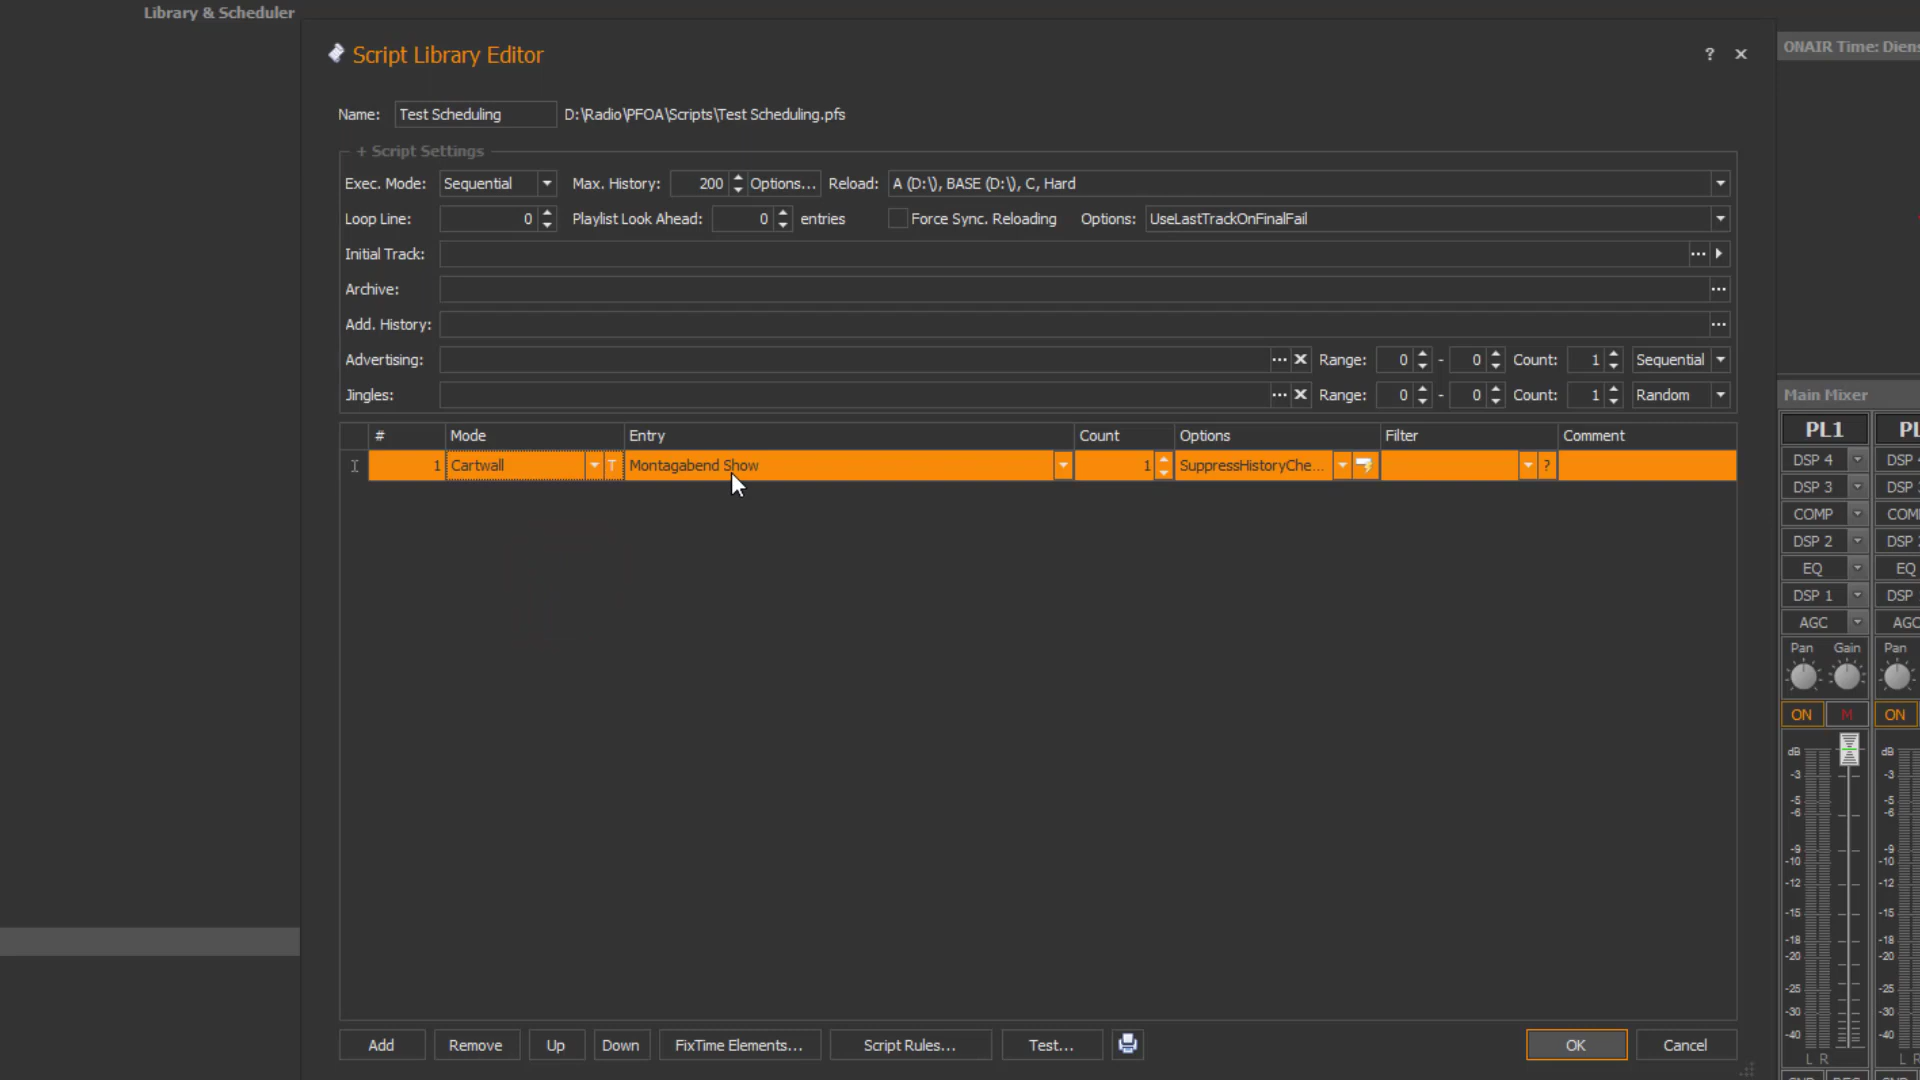 Library & Scheduler
Script Library Editor
? ×
ONAIR Time: Diens
Name: Test Scheduling D:\Radio\PFOA\Scripts\Test Scheduling.pfs
+ Script Settings
Exec. Mode: Sequential Max. History: 200 Options... Reload: A (D:\), BASE (D:\), C, Hard
Loop Line: 0 Playlist Look Ahead: 0 entries Force Sync. Reloading Options: UseLastTrackOnFinalFail
Initial Track: ...
Archive: ...
Add. History: ...
Advertising: ... Range: 0 - 0 Count: 1 Sequential
Jingles: ... Range: 0 - 0 Count: 1 Random
# Mode Entry Count Options Filter Comment
1 Cartwall T Montagabend Show 1 SuppressHistoryChe... ?
Add Remove Up Down FixTime Elements... Script Rules... Test... OK Cancel
Main Mixer
PL1 PL
DSP 4 DSP
DSP 3 DSP
COMP COM
DSP 2 DSP
EQ EQ
DSP 1 DSP
AGC AGC
Pan Gain Pan
ON M ON
dB dB
-3 -3
-5 -5
-6 -6
-9 -9
-10 -10
-12 -12
-15 -15
-18 -18
-20 -20
-25 -25
-30 -30
-40 -40
L R L R